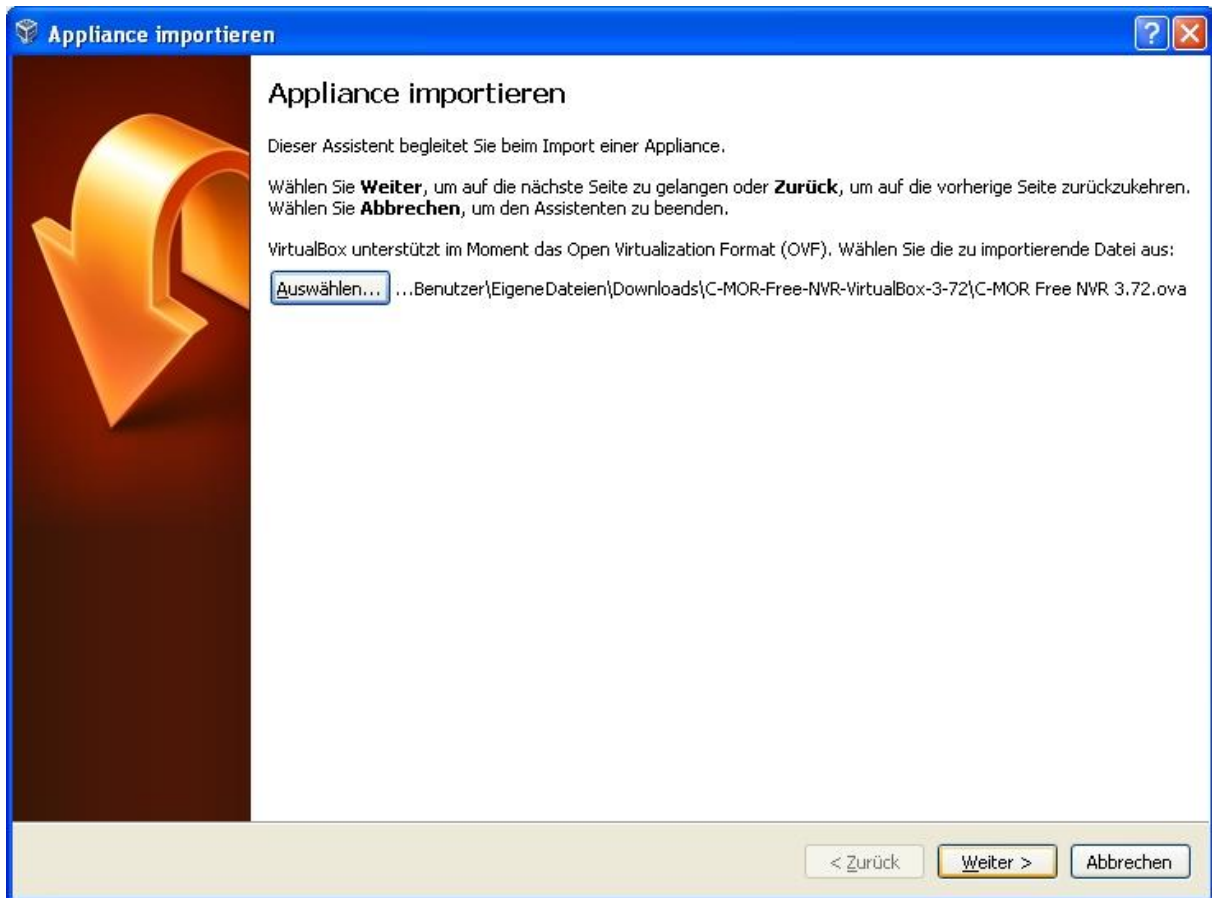 Appliance importieren
Appliance importieren
Dieser Assistent begleitet Sie beim Import einer Appliance.
Wählen Sie Weiter, um auf die nächste Seite zu gelangen oder Zurück, um auf die vorherige Seite zurückzukehren.
Wählen Sie Abbrechen, um den Assistenten zu beenden.
VirtualBox unterstützt im Moment das Open Virtualization Format (OVF). Wählen Sie die zu importierende Datei aus:
Auswählen... ...Benutzer\EigeneDateien\Downloads\C-MOR-Free-NVR-VirtualBox-3-72\C-MOR Free NVR 3.72.ova
< Zurück Weiter > Abbrechen